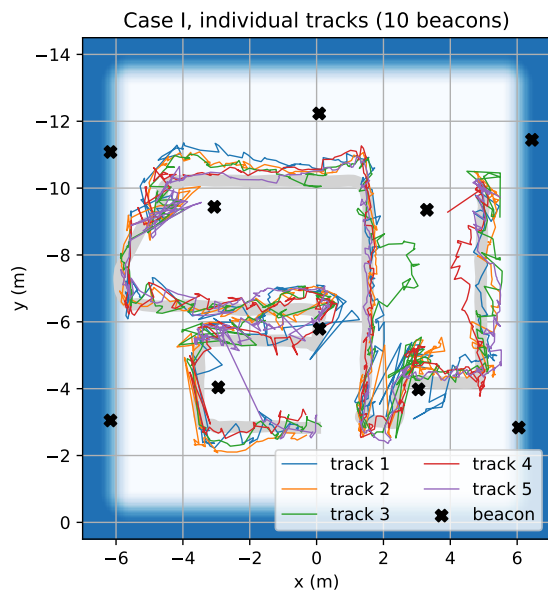 Case I, individual tracks (10 beacons)
−14
−12
−10
−8
−6
−4
−2
0
y (m)
−6 −4 −2 0 2 4 6
x (m)
track 1 track 4
track 2 track 5
track 3 beacon